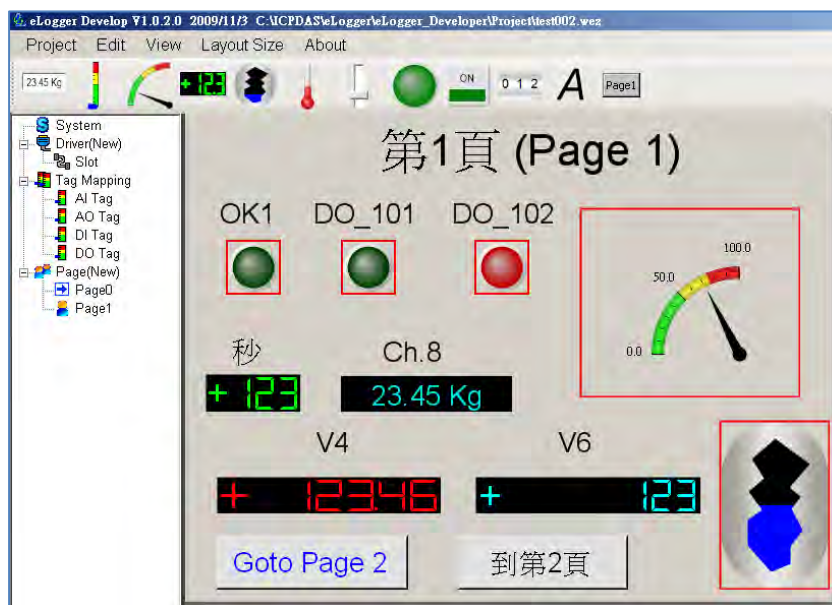 eLogger Develop V1.0.2.0 2009/11/3 C:\ICPDAS\eLogger\eLogger_Developer\Project\test002.wez
Project Edit View Layout Size About
23.45 Kg +12.3 ON 0 1 2 A Page1
System
Driver(New)
Slot
Tag Mapping
AI Tag
AO Tag
DI Tag
DO Tag
Page(New)
Page0
Page1
第1頁 (Page 1)
OK1 DO_101 DO_102
100.0
50.0
0.0
秒 Ch.8
+123 23.45 Kg
V4 V6
+ 123.46 + 123
Goto Page 2 到第2頁